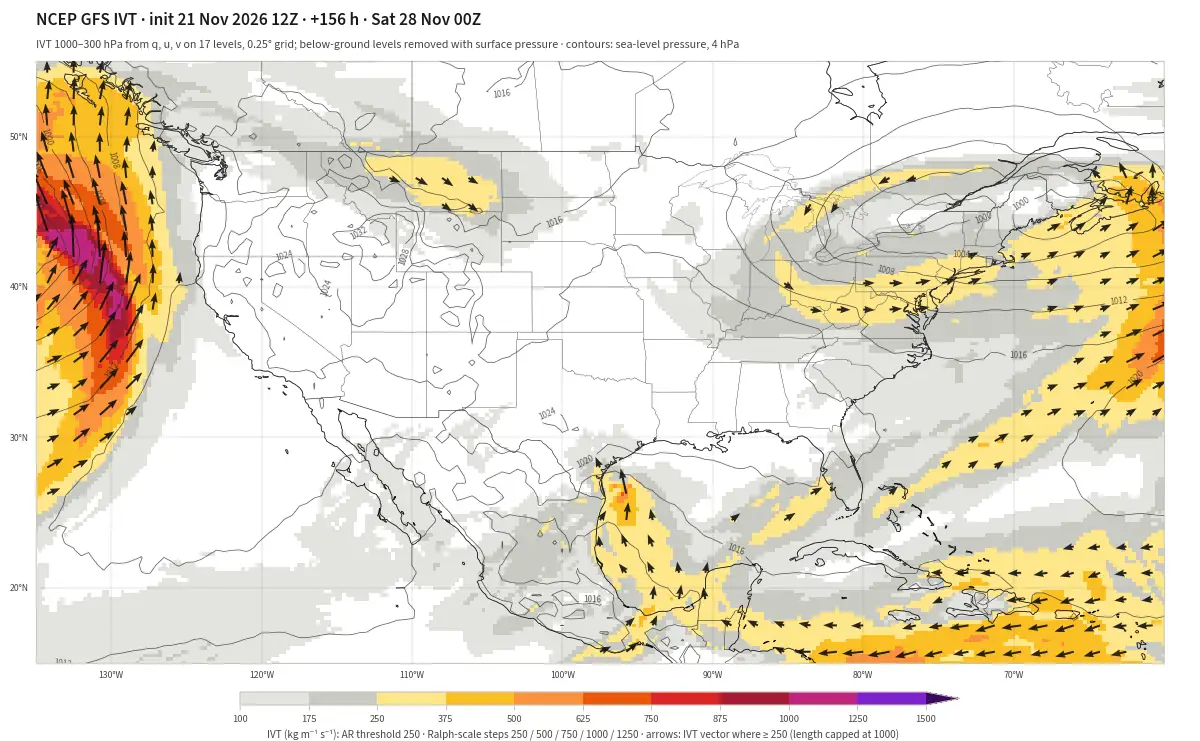 NCEP GFS IVT · init 21 Nov 2026 12Z · +156 h · Sat 28 Nov 00Z
IVT 1000–300 hPa from q, u, v on 17 levels, 0.25° grid; below-ground levels removed with surface pressure · contours: sea-level pressure, 4 hPa
1016
50°N
1000
1008
1016
1032
1000
1000
1024
1028
1004
1008
40°N
1024
1012
1016
1020
1024
30°N
1020
1016
20°N
1016
130°W 120°W 110°W 100°W 90°W 80°W 70°W
100 175 250 375 500 625 750 875 1000 1250 1500
IVT (kg m⁻¹ s⁻¹): AR threshold 250 · Ralph-scale steps 250 / 500 / 750 / 1000 / 1250 · arrows: IVT vector where ≥ 250 (length capped at 1000)